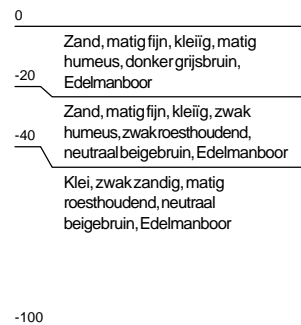 0
Zand, matig fijn, kleiïg, matig
humeus, donker grijsbruin,
Edelmanboor
-20
Zand, matig fijn, kleiïg, zwak
humeus, zwak roesthoudend,
neutraal beigebruin, Edelmanboor
-40
Klei, zwak zandig, matig
roesthoudend, neutraal
beigebruin, Edelmanboor
-100